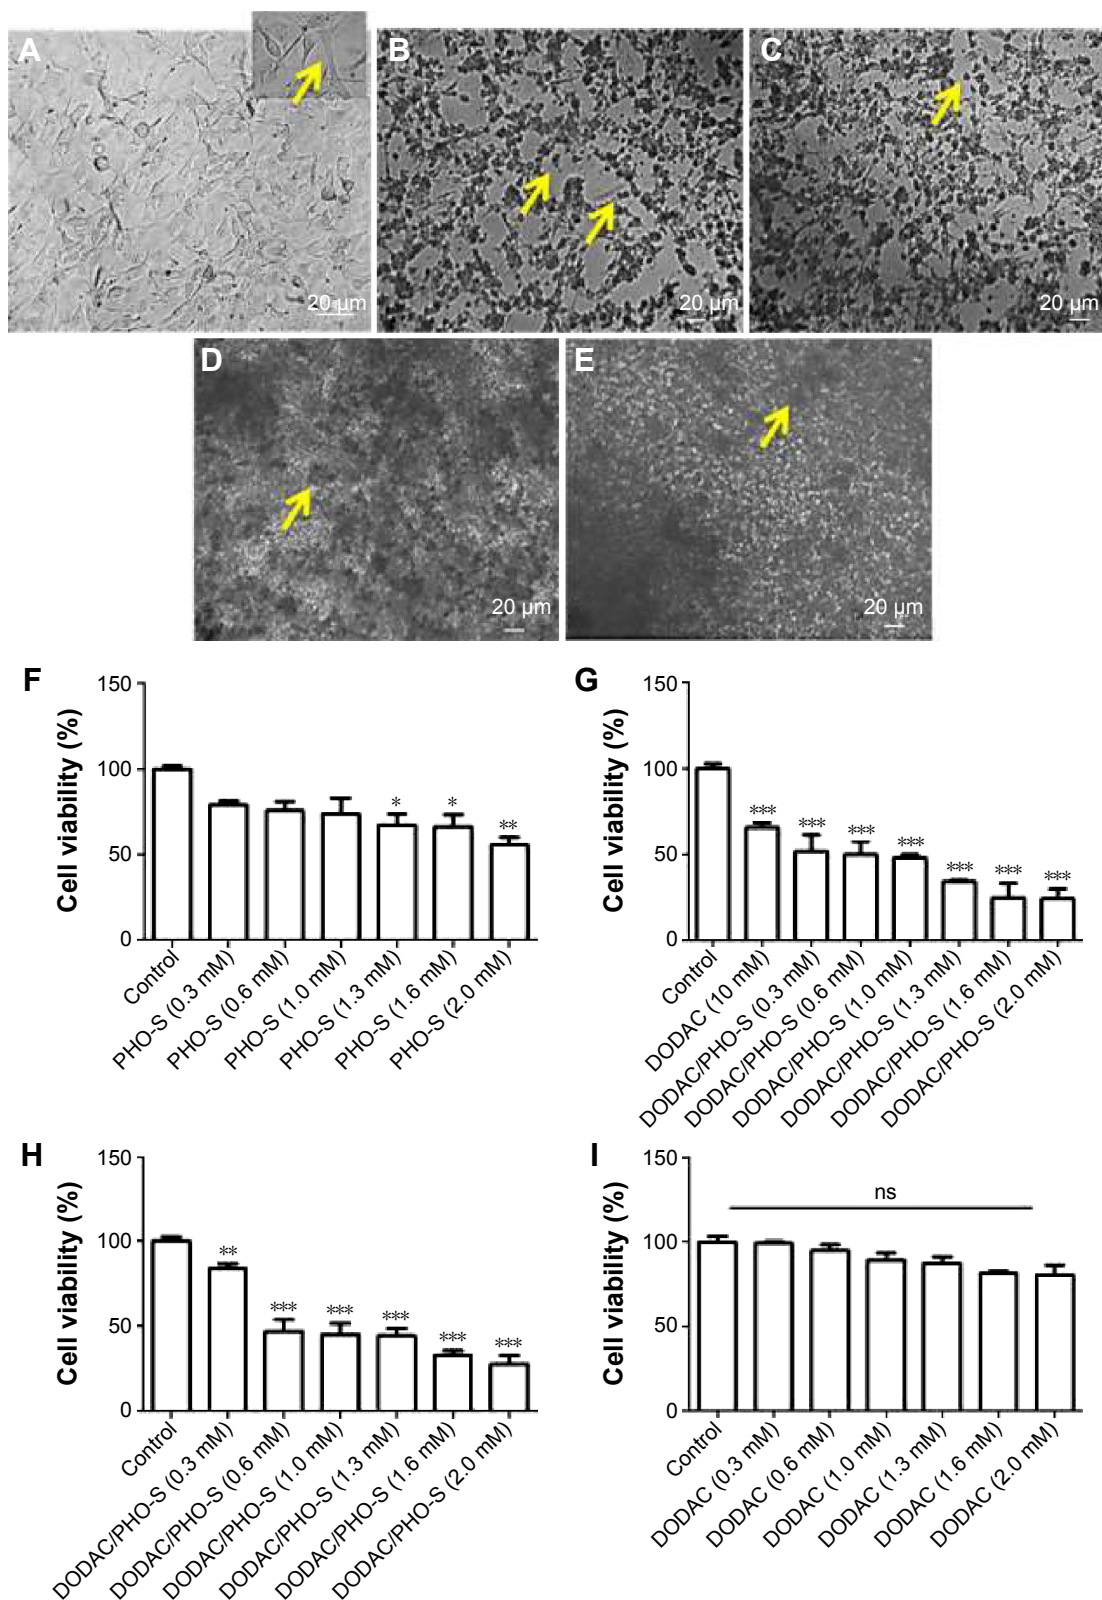 A
B
C
20 µm
20 µm
20 µm
D
E
20 µm
20 µm
F
Cell viability (%)
150
100
50
0
*
*
**
Control
PHO-S (0.3 mM)
PHO-S (0.6 mM)
PHO-S (1.0 mM)
PHO-S (1.3 mM)
PHO-S (1.6 mM)
PHO-S (2.0 mM)
G
Cell viability (%)
150
100
50
0
***
***
***
***
***
***
***
Control
DODAC (10 mM)
DODAC/PHO-S (0.3 mM)
DODAC/PHO-S (0.6 mM)
DODAC/PHO-S (1.0 mM)
DODAC/PHO-S (1.3 mM)
DODAC/PHO-S (1.6 mM)
DODAC/PHO-S (2.0 mM)
H
Cell viability (%)
150
100
50
0
**
***
***
***
***
***
Control
DODAC/PHO-S (0.3 mM)
DODAC/PHO-S (0.6 mM)
DODAC/PHO-S (1.0 mM)
DODAC/PHO-S (1.3 mM)
DODAC/PHO-S (1.6 mM)
DODAC/PHO-S (2.0 mM)
I
Cell viability (%)
150
100
50
0
ns
Control
DODAC (0.3 mM)
DODAC (0.6 mM)
DODAC (1.0 mM)
DODAC (1.3 mM)
DODAC (1.6 mM)
DODAC (2.0 mM)